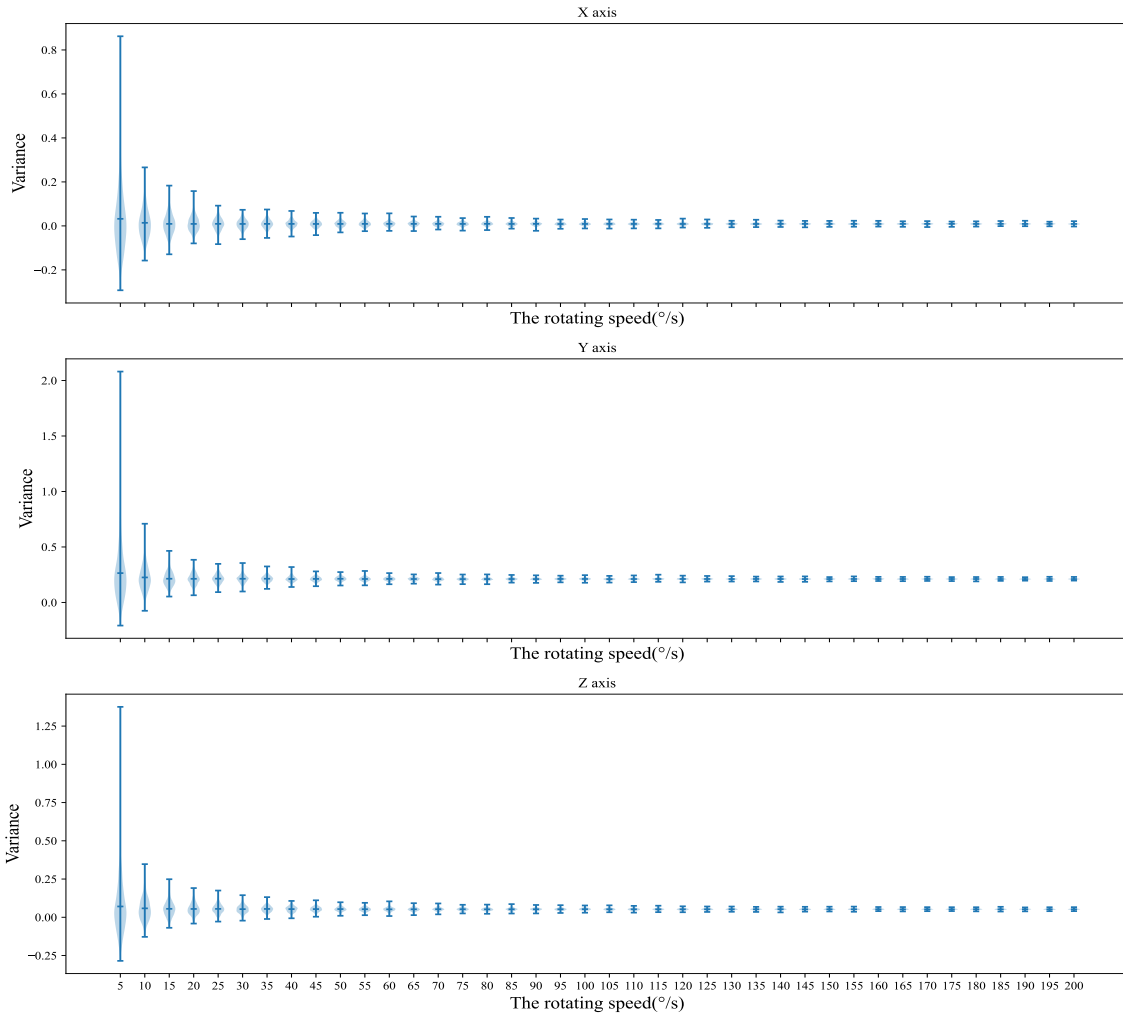 X axis
0.8
0.6
0.4
0.2
0.0
−0.2
Variance
The rotating speed(°/s)
Y axis
2.0
1.5
1.0
0.5
0.0
Variance
The rotating speed(°/s)
Z axis
1.25
1.00
0.75
0.50
0.25
0.00
−0.25
Variance
5 10 15 20 25 30 35 40 45 50 55 60 65 70 75 80 85 90 95 100 105 110 115 120 125 130 135 140 145 150 155 160 165 170 175 180 185 190 195 200
The rotating speed(°/s)